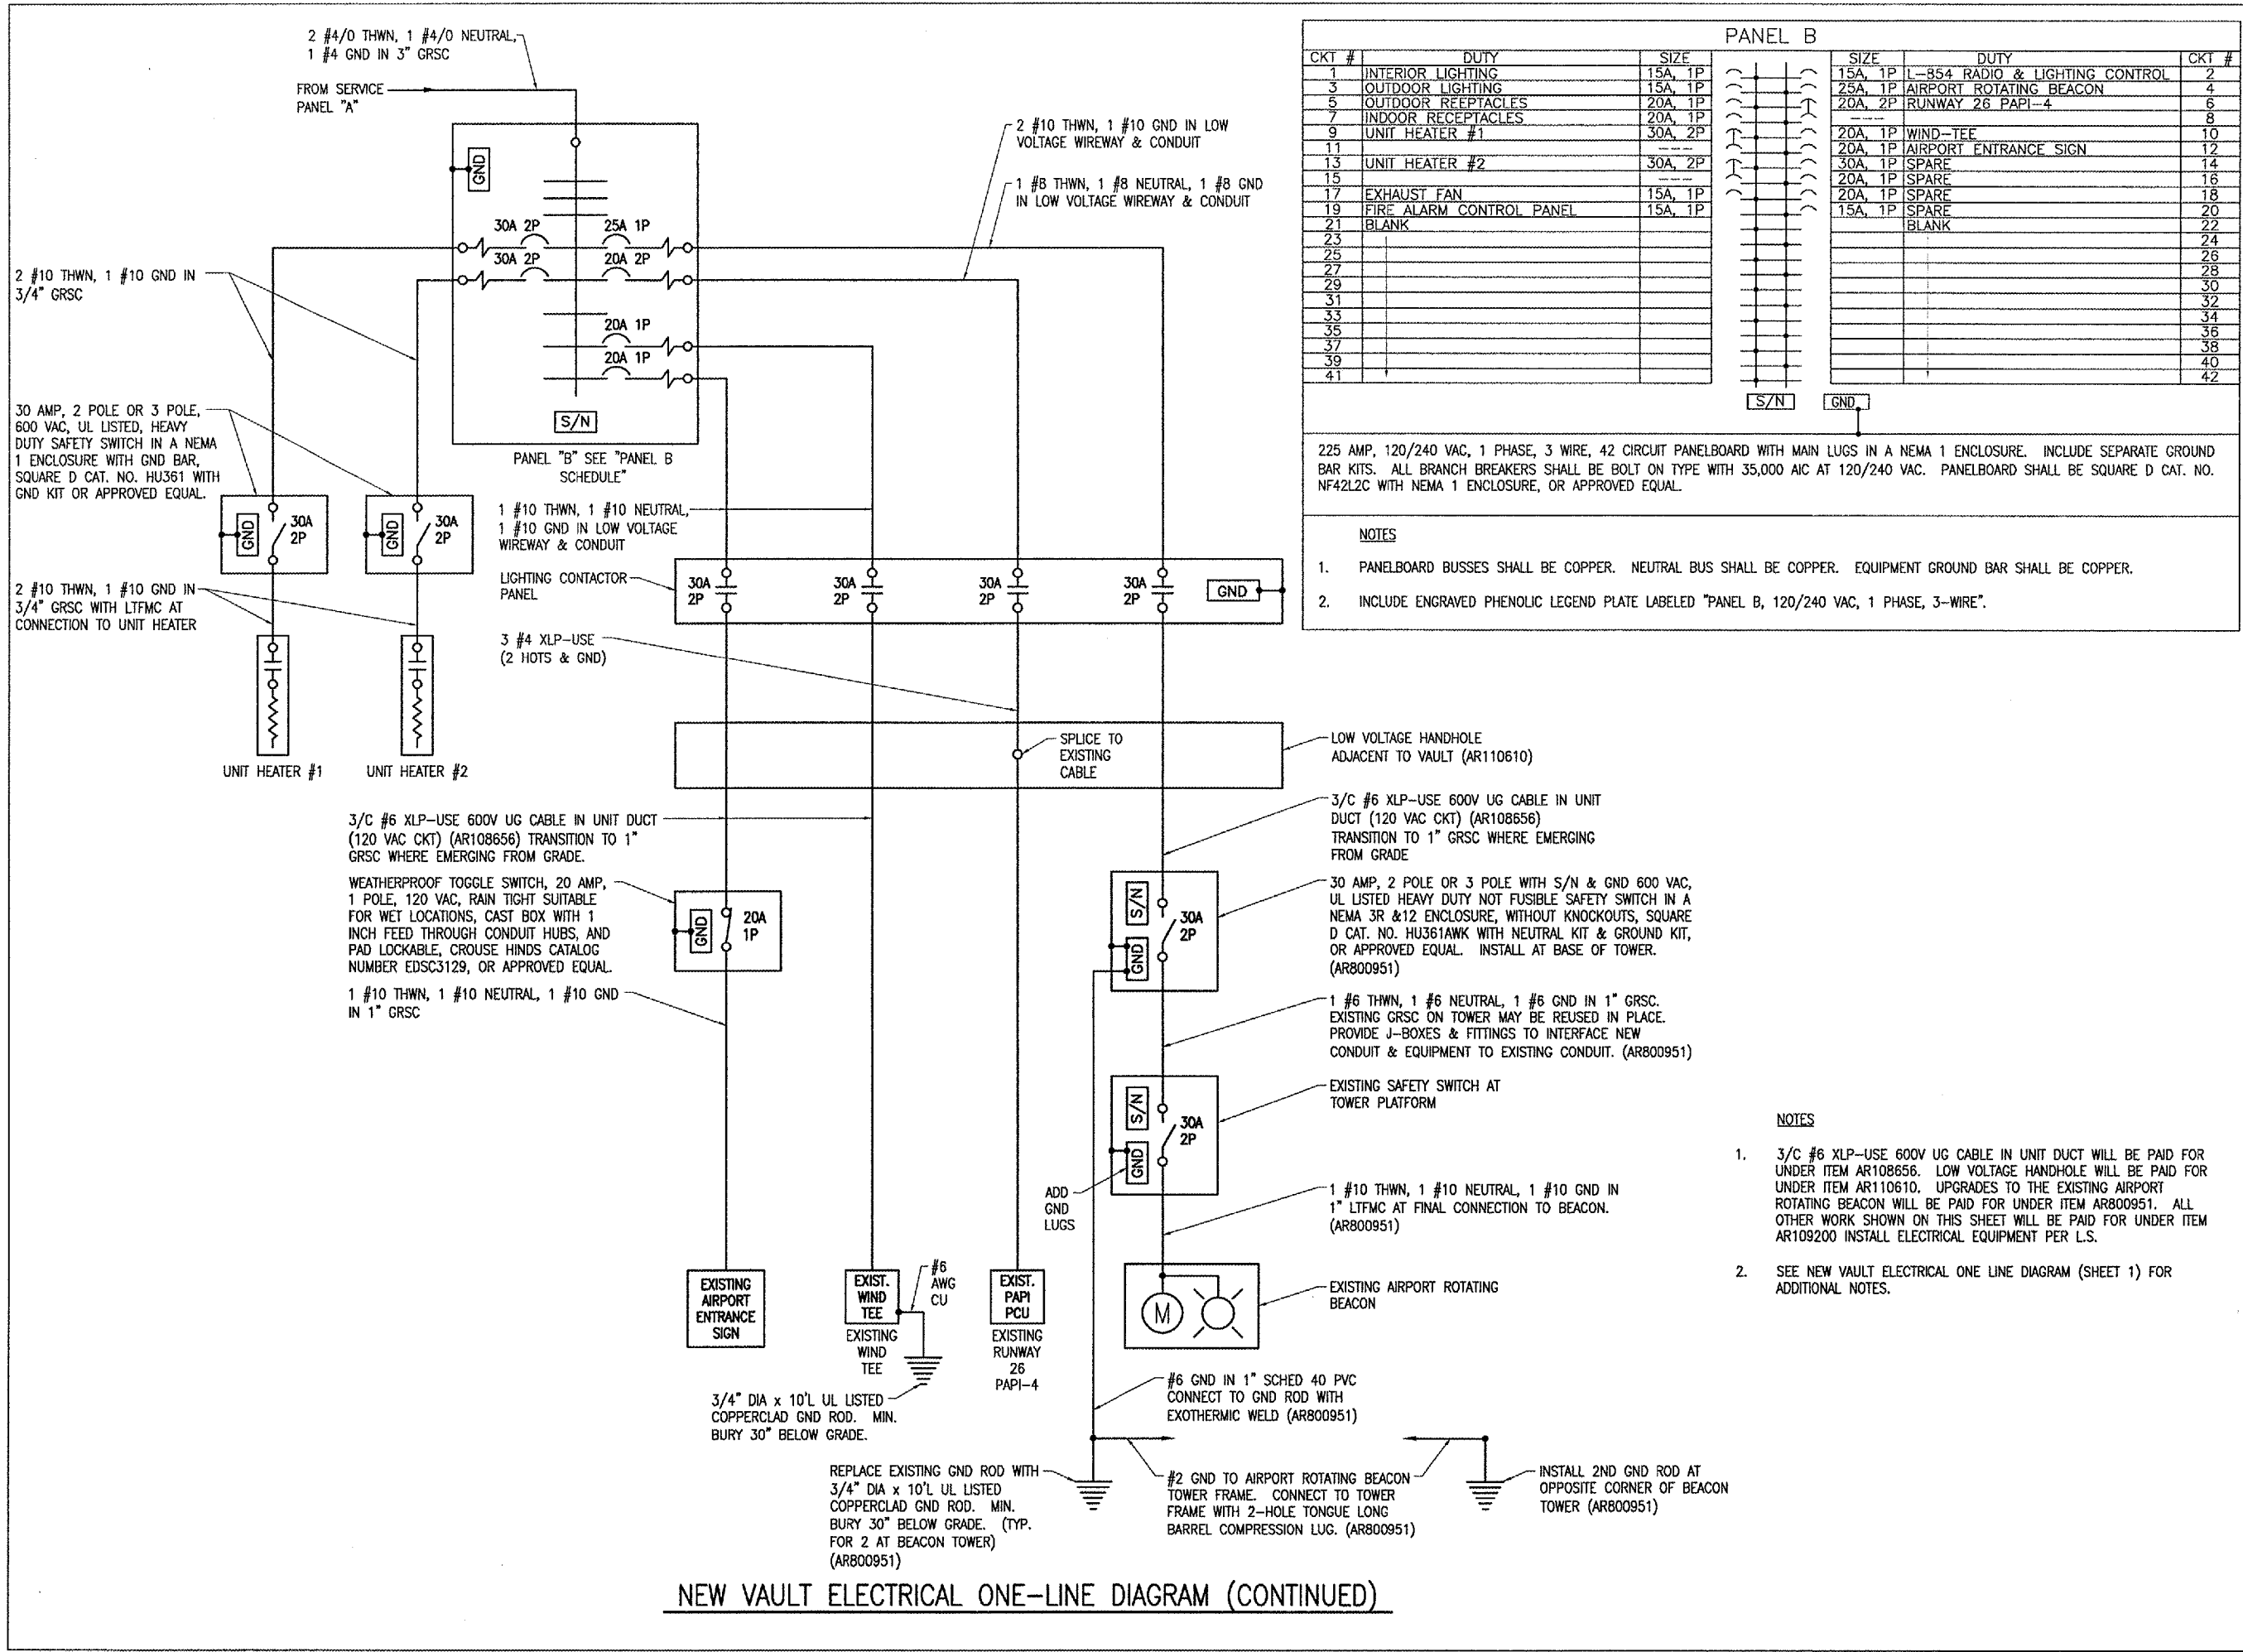 2 #4/0 THWN, 1 #4/0 NEUTRAL,
1 #4 GND IN 3" GRSC
FROM SERVICE
PANEL "A"
GND
30A 2P
25A 1P
30A 2P
20A 2P
20A 1P
20A 1P
S/N
PANEL "B" SEE "PANEL B
SCHEDULE"
2 #10 THWN, 1 #10 GND IN LOW
VOLTAGE WIREWAY & CONDUIT
1 #8 THWN, 1 #8 NEUTRAL, 1 #8 GND
IN LOW VOLTAGE WIREWAY & CONDUIT
2 #10 THWN, 1 #10 GND IN
3/4" GRSC
30 AMP, 2 POLE OR 3 POLE,
600 VAC, UL LISTED, HEAVY
DUTY SAFETY SWITCH IN A NEMA
1 ENCLOSURE WITH GND BAR,
SQUARE D CAT. NO. HU361 WITH
GND KIT OR APPROVED EQUAL.
GND
30A
2P
GND
30A
2P
2 #10 THWN, 1 #10 GND IN
3/4" GRSC WITH LTFMC AT
CONNECTION TO UNIT HEATER
UNIT HEATER #1
UNIT HEATER #2
1 #10 THWN, 1 #10 NEUTRAL,
1 #10 GND IN LOW VOLTAGE
WIREWAY & CONDUIT
LIGHTING CONTACTOR
PANEL
30A
2P
30A
2P
30A
2P
30A
2P
GND
3 #4 XLP-USE
(2 HOTS & GND)
SPLICE TO
EXISTING
CABLE
LOW VOLTAGE HANDHOLE
ADJACENT TO VAULT (AR110610)
3/C #6 XLP-USE 600V UG CABLE IN UNIT DUCT
(120 VAC CKT) (AR108656) TRANSITION TO 1"
GRSC WHERE EMERGING FROM GRADE.
WEATHERPROOF TOGGLE SWITCH, 20 AMP,
1 POLE, 120 VAC, RAIN TIGHT SUITABLE
FOR WET LOCATIONS, CAST BOX WITH 1
INCH FEED THROUGH CONDUIT HUBS, AND
PAD LOCKABLE, CROUSE HINDS CATALOG
NUMBER EDSC3129, OR APPROVED EQUAL.
GND
20A
1P
1 #10 THWN, 1 #10 NEUTRAL, 1 #10 GND
IN 1" GRSC
3/C #6 XLP-USE 600V UG CABLE IN UNIT
DUCT (120 VAC CKT) (AR108656)
TRANSITION TO 1" GRSC WHERE EMERGING
FROM GRADE
S/N
GND
30A
2P
30 AMP, 2 POLE OR 3 POLE WITH S/N & GND 600 VAC,
UL LISTED HEAVY DUTY NOT FUSIBLE SAFETY SWITCH IN A
NEMA 3R &12 ENCLOSURE, WITHOUT KNOCKOUTS, SQUARE
D CAT. NO. HU361AWK WITH NEUTRAL KIT & GROUND KIT,
OR APPROVED EQUAL. INSTALL AT BASE OF TOWER.
(AR800951)
1 #6 THWN, 1 #6 NEUTRAL, 1 #6 GND IN 1" GRSC.
EXISTING GRSC ON TOWER MAY BE REUSED IN PLACE.
PROVIDE J-BOXES & FITTINGS TO INTERFACE NEW
CONDUIT & EQUIPMENT TO EXISTING CONDUIT. (AR800951)
S/N
GND
30A
2P
EXISTING SAFETY SWITCH AT
TOWER PLATFORM
ADD
GND
LUGS
1 #10 THWN, 1 #10 NEUTRAL, 1 #10 GND IN
1" LTFMC AT FINAL CONNECTION TO BEACON.
(AR800951)
M
EXISTING AIRPORT ROTATING
BEACON
EXISTING
AIRPORT
ENTRANCE
SIGN
EXIST.
WIND
TEE
EXISTING
WIND
TEE
#6
AWG
CU
EXIST.
PAPI
PCU
EXISTING
RUNWAY
26
PAPI-4
3/4" DIA x 10'L UL LISTED
COPPERCLAD GND ROD. MIN.
BURY 30" BELOW GRADE.
#6 GND IN 1" SCHED 40 PVC
CONNECT TO GND ROD WITH
EXOTHERMIC WELD (AR800951)
REPLACE EXISTING GND ROD WITH
3/4" DIA x 10'L UL LISTED
COPPERCLAD GND ROD. MIN.
BURY 30" BELOW GRADE. (TYP.
FOR 2 AT BEACON TOWER)
(AR800951)
#2 GND TO AIRPORT ROTATING BEACON
TOWER FRAME. CONNECT TO TOWER
FRAME WITH 2-HOLE TONGUE LONG
BARREL COMPRESSION LUG. (AR800951)
INSTALL 2ND GND ROD AT
OPPOSITE CORNER OF BEACON
TOWER (AR800951)
PANEL B
CKT # DUTY SIZE SIZE DUTY CKT #
1 INTERIOR LIGHTING 15A, 1P 15A, 1P L-854 RADIO & LIGHTING CONTROL 2
3 OUTDOOR LIGHTING 15A, 1P 25A, 1P AIRPORT ROTATING BEACON 4
5 OUTDOOR REEPTACLES 20A, 1P 20A, 2P RUNWAY 26 PAPI-4 6
7 INDOOR RECEPTACLES 20A, 1P --- 8
9 UNIT HEATER #1 30A, 2P 20A, 1P WIND-TEE 10
11 --- 20A, 1P AIRPORT ENTRANCE SIGN 12
13 UNIT HEATER #2 30A, 2P 30A, 1P SPARE 14
15 --- 20A, 1P SPARE 16
17 EXHAUST FAN 15A, 1P 20A, 1P SPARE 18
19 FIRE ALARM CONTROL PANEL 15A, 1P 15A, 1P SPARE 20
21 BLANK BLANK 22
23 24
25 26
27 28
29 30
31 32
33 34
35 36
37 38
39 40
41 42
S/N GND
225 AMP, 120/240 VAC, 1 PHASE, 3 WIRE, 42 CIRCUIT PANELBOARD WITH MAIN LUGS IN A NEMA 1 ENCLOSURE. INCLUDE SEPARATE GROUND
BAR KITS. ALL BRANCH BREAKERS SHALL BE BOLT ON TYPE WITH 35,000 AIC AT 120/240 VAC. PANELBOARD SHALL BE SQUARE D CAT. NO.
NF42L2C WITH NEMA 1 ENCLOSURE, OR APPROVED EQUAL.
NOTES
1. PANELBOARD BUSSES SHALL BE COPPER. NEUTRAL BUS SHALL BE COPPER. EQUIPMENT GROUND BAR SHALL BE COPPER.
2. INCLUDE ENGRAVED PHENOLIC LEGEND PLATE LABELED "PANEL B, 120/240 VAC, 1 PHASE, 3-WIRE".
NOTES
1. 3/C #6 XLP-USE 600V UG CABLE IN UNIT DUCT WILL BE PAID FOR
UNDER ITEM AR108656. LOW VOLTAGE HANDHOLE WILL BE PAID FOR
UNDER ITEM AR110610. UPGRADES TO THE EXISTING AIRPORT
ROTATING BEACON WILL BE PAID FOR UNDER ITEM AR800951. ALL
OTHER WORK SHOWN ON THIS SHEET WILL BE PAID FOR UNDER ITEM
AR109200 INSTALL ELECTRICAL EQUIPMENT PER L.S.
2. SEE NEW VAULT ELECTRICAL ONE LINE DIAGRAM (SHEET 1) FOR
ADDITIONAL NOTES.
NEW VAULT ELECTRICAL ONE-LINE DIAGRAM (CONTINUED)